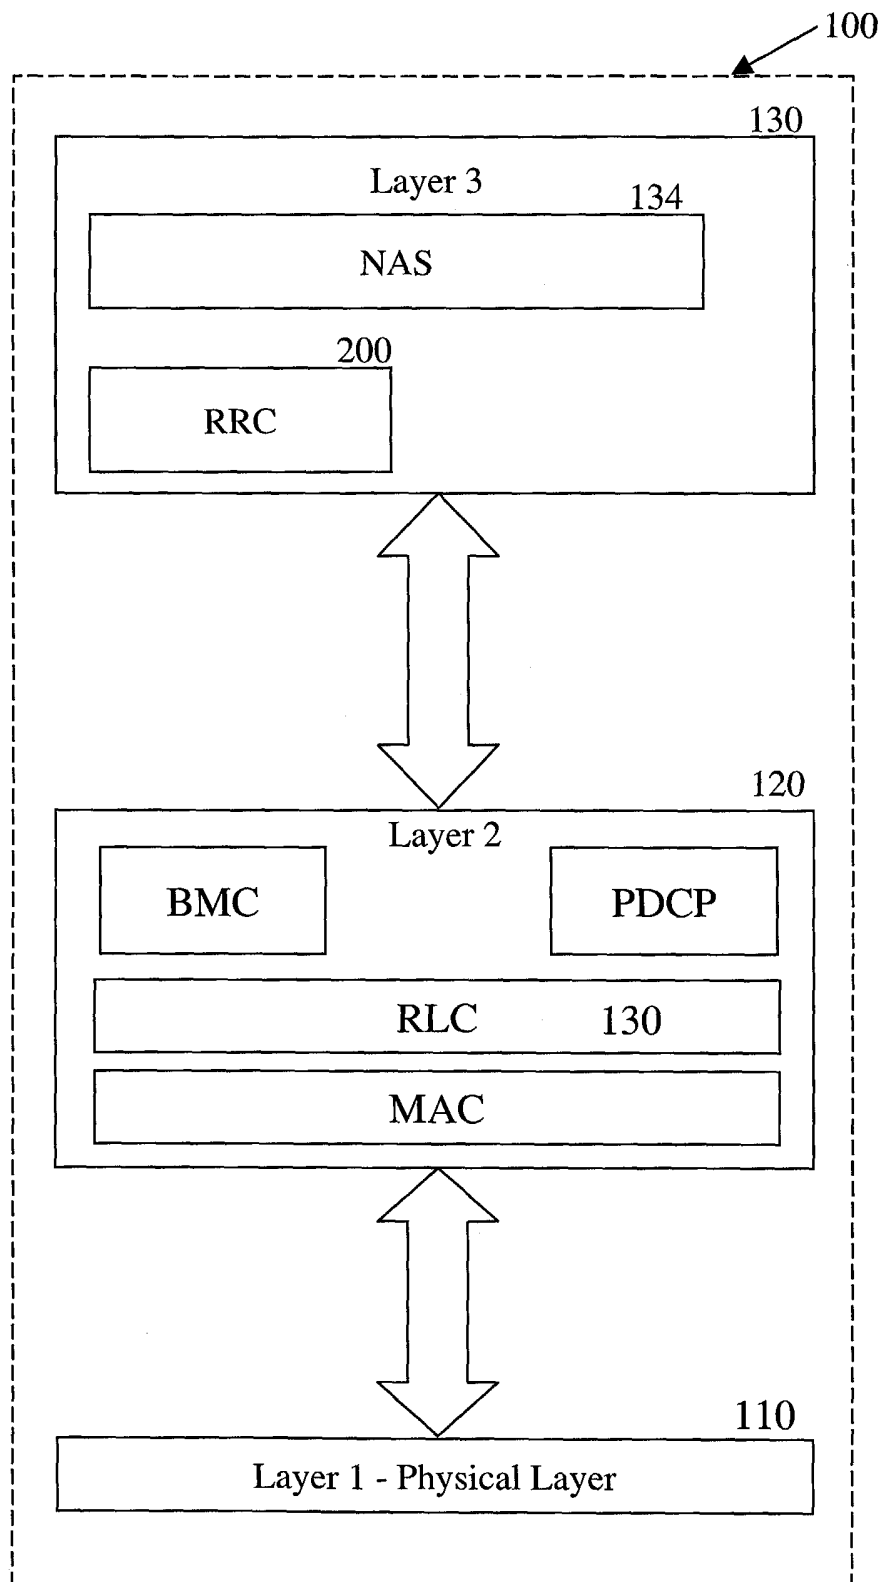 100
130
Layer 3
134
NAS
200
RRC
120
Layer 2
BMC PDCP
RLC 130
MAC
110
Layer 1 - Physical Layer